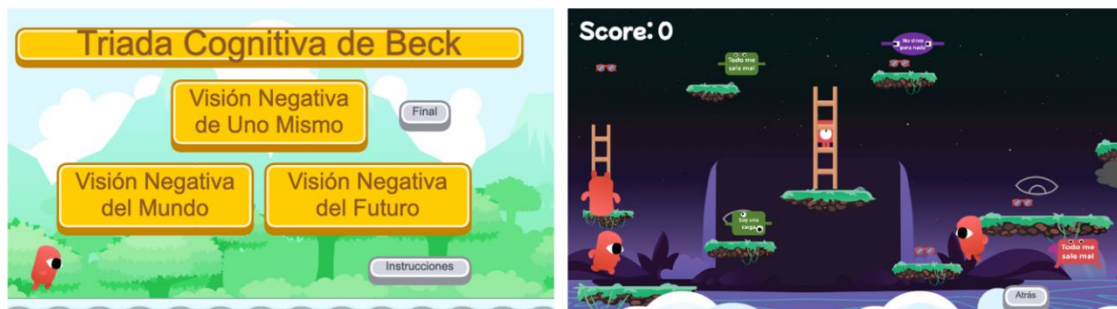 Triada Cognitiva de Beck
Visión Negativa
de Uno Mismo
Final
Visión Negativa
del Mundo
Visión Negativa
del Futuro
Instrucciones
Score: 0
No sirvo
para nada
Todo me
sale mal
Soy una
carga
Todo me
sale mal
Atrás